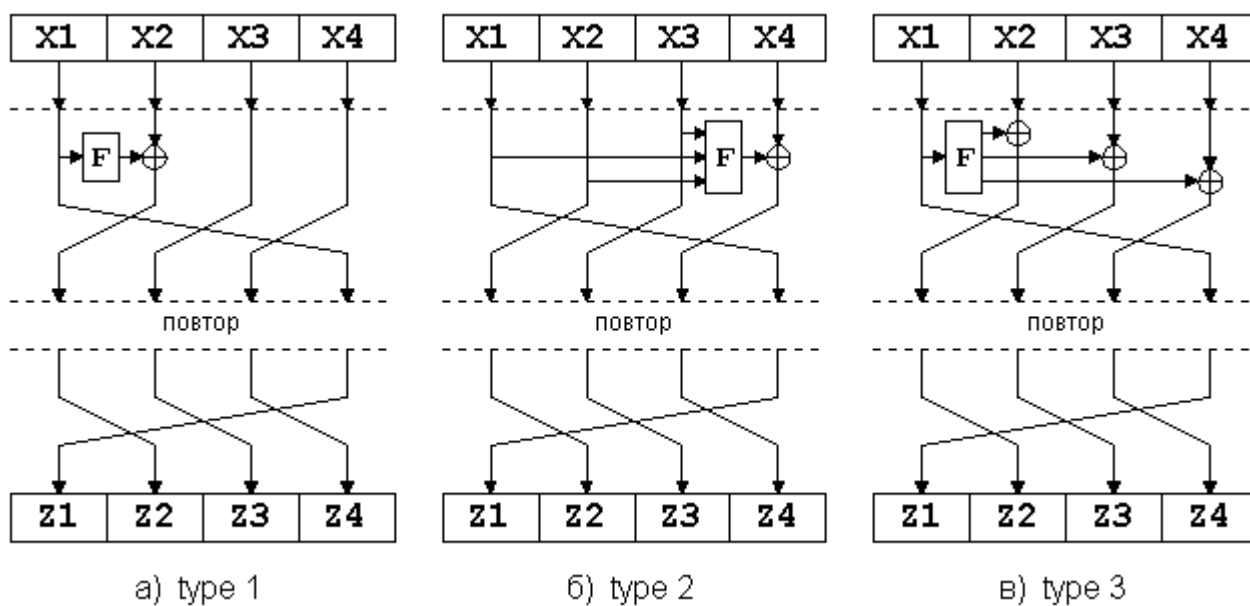 X1 X2 X3 X4 X1 X2 X3 X4 X1 X2 X3 X4
F F F
повтор повтор повтор
Z1 Z2 Z3 Z4 Z1 Z2 Z3 Z4 Z1 Z2 Z3 Z4
а) type 1 б) type 2 в) type 3